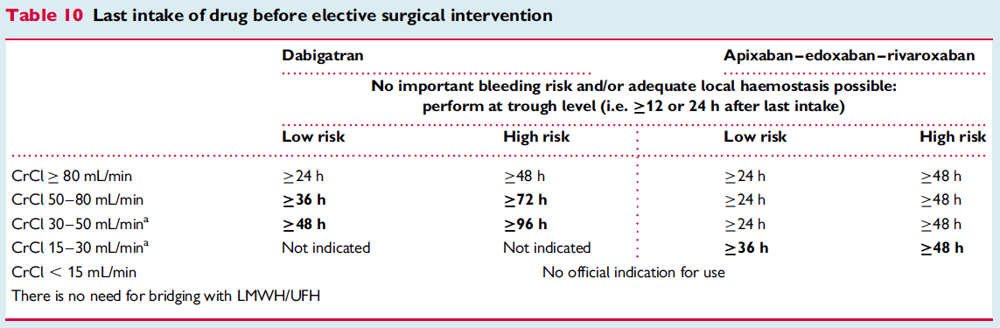 Table 10 Last intake of drug before elective surgical intervention
Dabigatran Apixaban–edoxaban–rivaroxaban
No important bleeding risk and/or adequate local haemostasis possible:
perform at trough level (i.e. ≥12 or 24 h after last intake)
Low risk High risk Low risk High risk
CrCl ≥ 80 mL/min ≥24 h ≥48 h ≥24 h ≥48 h
CrCl 50–80 mL/min ≥36 h ≥72 h ≥24 h ≥48 h
CrCl 30–50 mL/minᵃ ≥48 h ≥96 h ≥24 h ≥48 h
CrCl 15–30 mL/minᵃ Not indicated Not indicated ≥36 h ≥48 h
CrCl < 15 mL/min No official indication for use
There is no need for bridging with LMWH/UFH